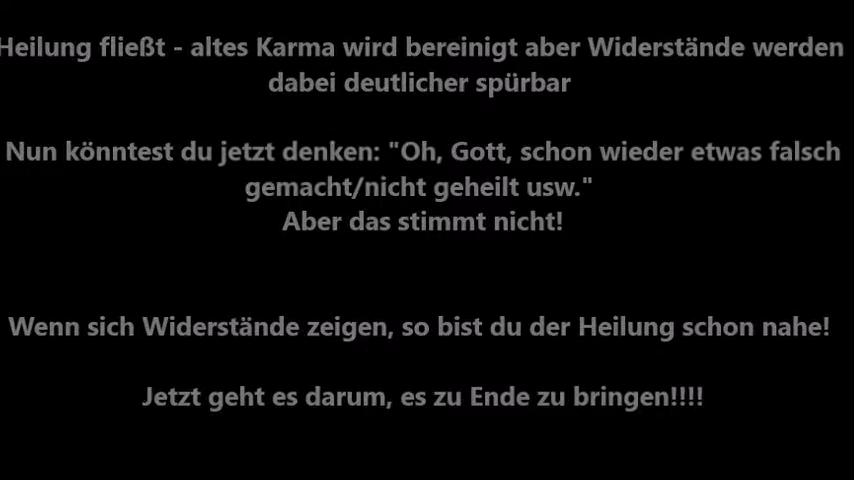 Heilung fließt - altes Karma wird bereinigt aber Widerstände werden
dabei deutlicher spürbar
Nun könntest du jetzt denken: "Oh, Gott, schon wieder etwas falsch
gemacht/nicht geheilt usw."
Aber das stimmt nicht!
Wenn sich Widerstände zeigen, so bist du der Heilung schon nahe!
Jetzt geht es darum, es zu Ende zu bringen!!!!